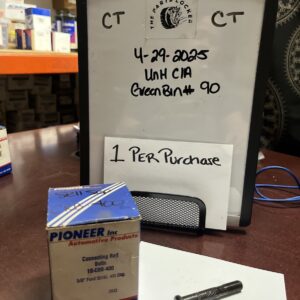 CT
THE PARTS LOCKER
CT
4-29-2025
UNH CIA
Green Bin# 90
1 Per Purchase
PIONEER Inc
Automotive Products
Connecting Rod
Bolts